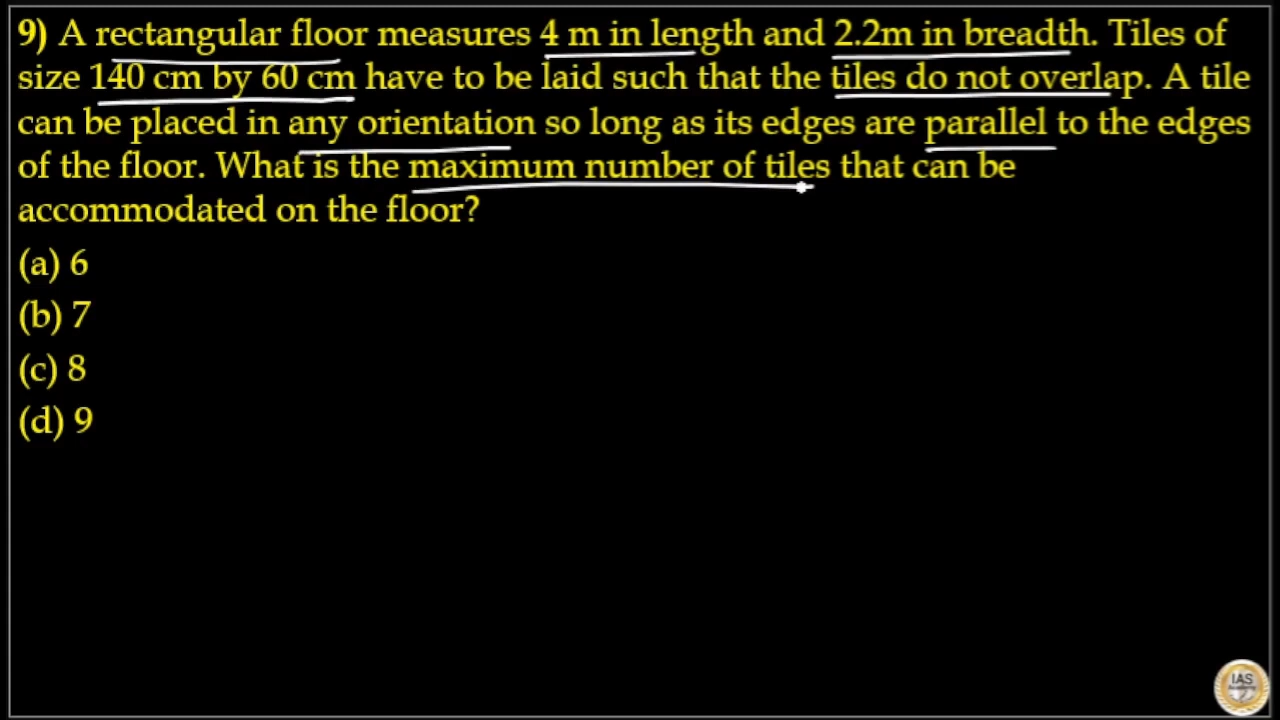 9) A rectangular floor measures 4 m in length and 2.2m in breadth. Tiles of
size 140 cm by 60 cm have to be laid such that the tiles do not overlap. A tile
can be placed in any orientation so long as its edges are parallel to the edges
of the floor. What is the maximum number of tiles that can be
accommodated on the floor?
(a) 6
(b) 7
(c) 8
(d) 9
IAS